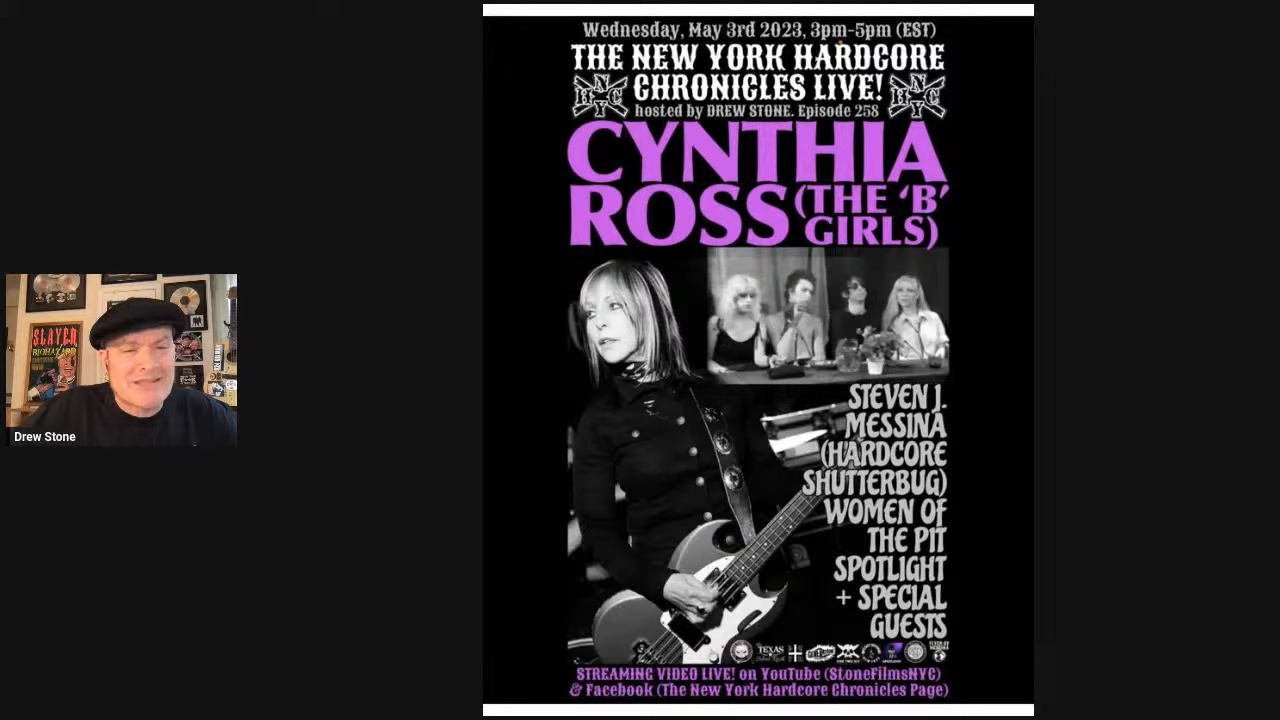 Wednesday, May 3rd 2023, 3pm-5pm (EST)
THE NEW YORK HARDCORE
CHRONICLES LIVE!
N
H C
Y
N
H C
Y
hosted by DREW STONE. Episode 258
CYNTHIA
ROSS (THE ‘B’
GIRLS)
STEVEN J.
MESSINA
(HARDCORE
SHUTTERBUG)
WOMEN OF
THE PIT
SPOTLIGHT
+ SPECIAL
GUESTS
TEXAS
STREAMING VIDEO LIVE! on YouTube (StoneFilmsNYC)
& Facebook (The New York Hardcore Chronicles Page)
SLAYER
BIOHAZARD
Drew Stone